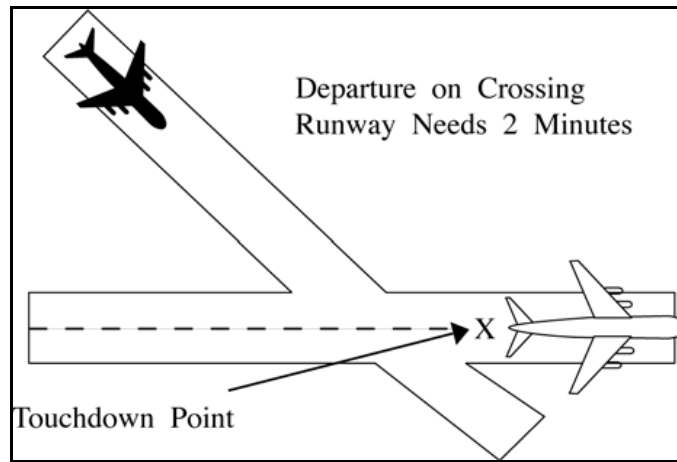 Departure on Crossing
Runway Needs 2 Minutes
X
Touchdown Point